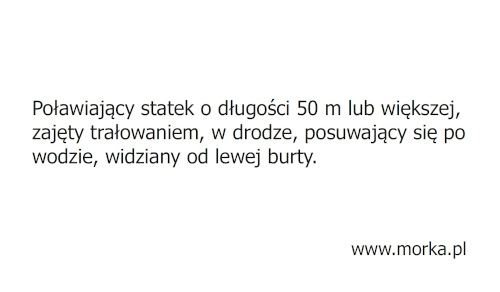 Poławiający statek o długości 50 m lub większej,
zajęty trałowaniem, w drodze, posuwający się po
wodzie, widziany od lewej burty.
www.morka.pl